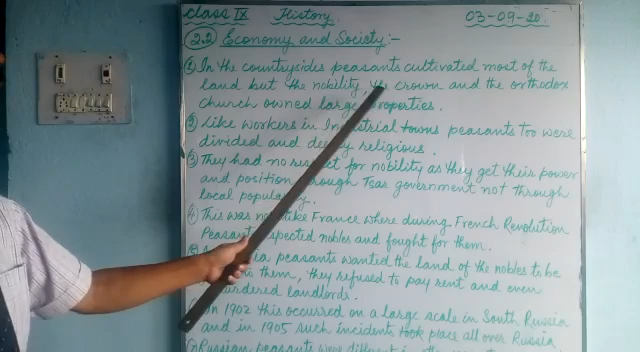 Class IX History. 03-09-20.
2.2 Economy and Society :-
① In the countrysides peasants cultivated most of the
land but the nobility, the crown and the orthodox
church owned large properties.
② Like workers in Industrial towns peasants too were
divided and deeply religious.
③ They had no respect for nobility as they get their power
and position through Tsar government not through
local popularity.
④ This was not like France where during French Revolution
Peasants respected nobles and fought for them.
⑤ peasants wanted the land of the nobles to be
them, they refused to pay rent and even
murdered landlords.
In 1902 this occurred on a large scale in South Russia
and in 1905 such incidents took place all over Russia
Russian peasants were different